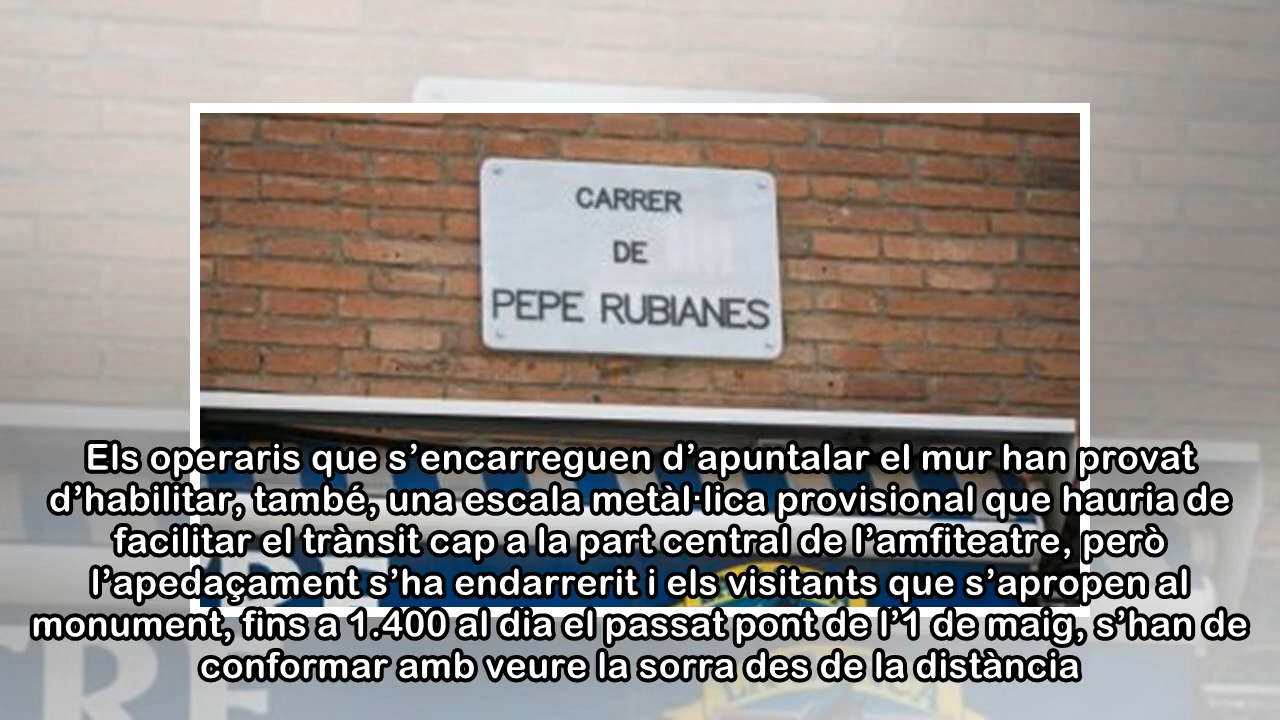 CARRER
DE
PEPE RUBIANES
Els operaris que s’encarreguen d’apuntalar el mur han provat
d’habilitar, també, una escala metàl·lica provisional que hauria de
facilitar el trànsit cap a la part central de l’amfiteatre, però
l’apedaçament s’ha endarrerit i els visitants que s’apropen al
monument, fins a 1.400 al dia el passat pont de l’1 de maig, s’han de
conformar amb veure la sorra des de la distància